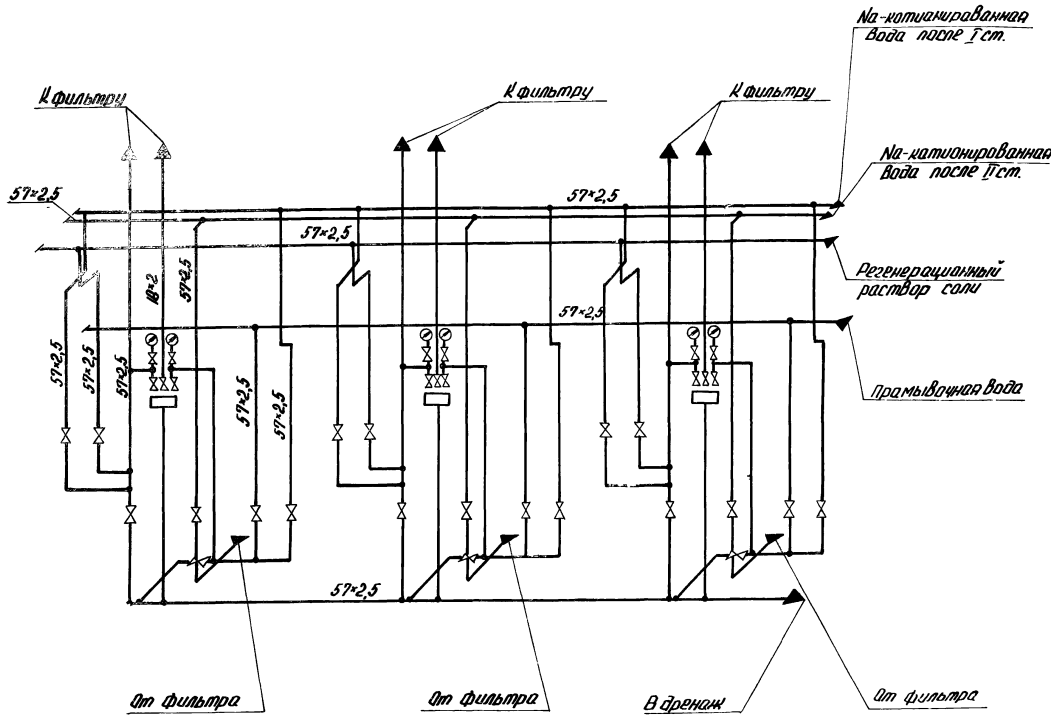 Na-котианированная
вода после I ст.
К фильтру
К фильтру
К фильтру
Na-катионированная
вода после II ст.
57×2,5
57×2,5
57×2,5
18×2
57×2,5
Регенерационный
раствор соли
57×2,5
57×2,5
57×2,5
57×2,5
57×2,5
57×2,5
Промывочная вода
57×2,5
От фильтра
От фильтра
В дренаж
От фильтра